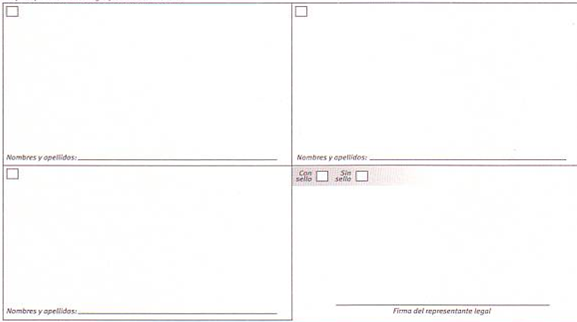 Nombres y apellidos:
Nombres y apellidos:
Con sello
Sin sello
Nombres y apellidos:
Firma del representante legal